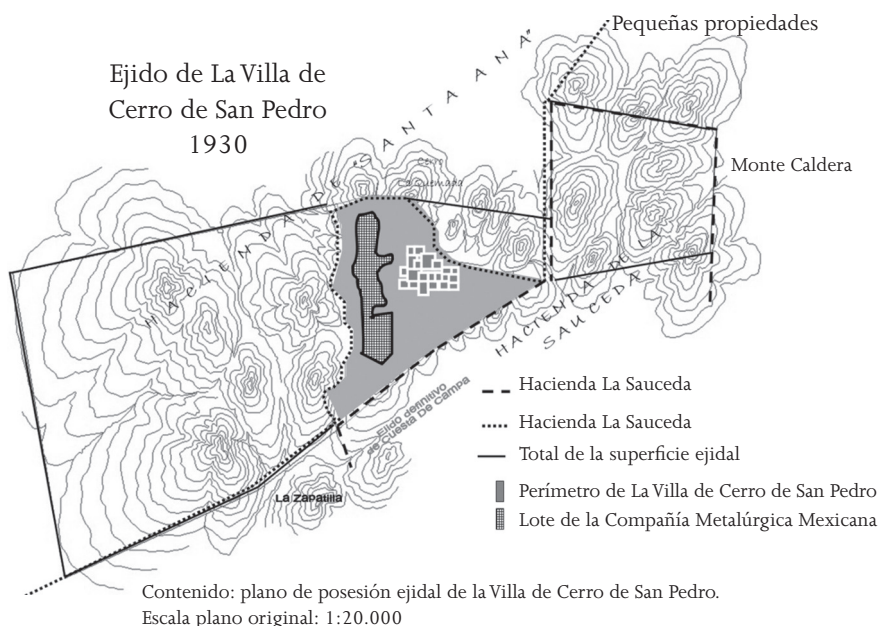 Pequeñas propiedades
Ejido de La Villa de
Cerro de San Pedro
1930
HACIENDA DE "SANTA ANA"
Cerro
La Quemada
Monte Caldera
HACIENDA DE LA
SAUCEDA
Ejido definitivo
de Cuesta De Campa
La Zapatilla
Hacienda La Sauceda
Hacienda La Sauceda
Total de la superficie ejidal
Perímetro de La Villa de Cerro de San Pedro
Lote de la Compañía Metalúrgica Mexicana
Contenido: plano de posesión ejidal de la Villa de Cerro de San Pedro.
Escala plano original: 1:20.000